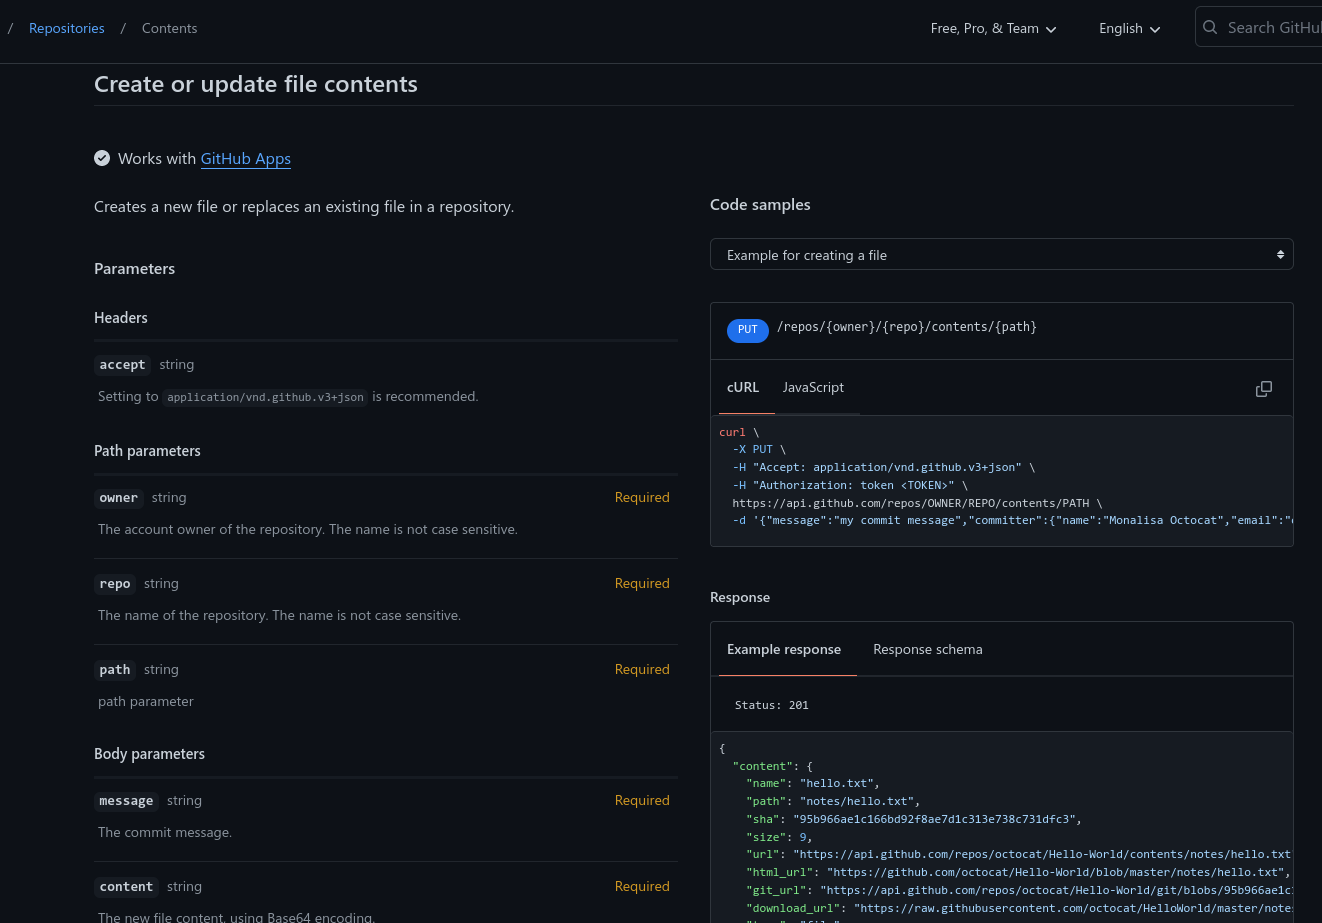 / Repositories / Contents
Free, Pro, & Team
English
Search GitHu
Create or update file contents
Works with GitHub Apps
Creates a new file or replaces an existing file in a repository.
Parameters
Headers
accept string
Setting to application/vnd.github.v3+json is recommended.
Path parameters
owner string Required
The account owner of the repository. The name is not case sensitive.
repo string Required
The name of the repository. The name is not case sensitive.
path string Required
path parameter
Body parameters
message string Required
The commit message.
content string Required
The new file content, using Base64 encoding.
Code samples
Example for creating a file
PUT /repos/{owner}/{repo}/contents/{path}
cURL JavaScript
curl \
-X PUT \
-H "Accept: application/vnd.github.v3+json" \
-H "Authorization: token <TOKEN>" \
https://api.github.com/repos/OWNER/REPO/contents/PATH \
-d '{"message":"my commit message","committer":{"name":"Monalisa Octocat","email":"
Response
Example response Response schema
Status: 201
{
"content": {
"name": "hello.txt",
"path": "notes/hello.txt",
"sha": "95b966ae1c166bd92f8ae7d1c313e738c731dfc3",
"size": 9,
"url": "https://api.github.com/repos/octocat/Hello-World/contents/notes/hello.txt
"html_url": "https://github.com/octocat/Hello-World/blob/master/notes/hello.txt",
"git_url": "https://api.github.com/repos/octocat/Hello-World/git/blobs/95b966ae1c
"download_url": "https://raw.githubusercontent.com/octocat/HelloWorld/master/note